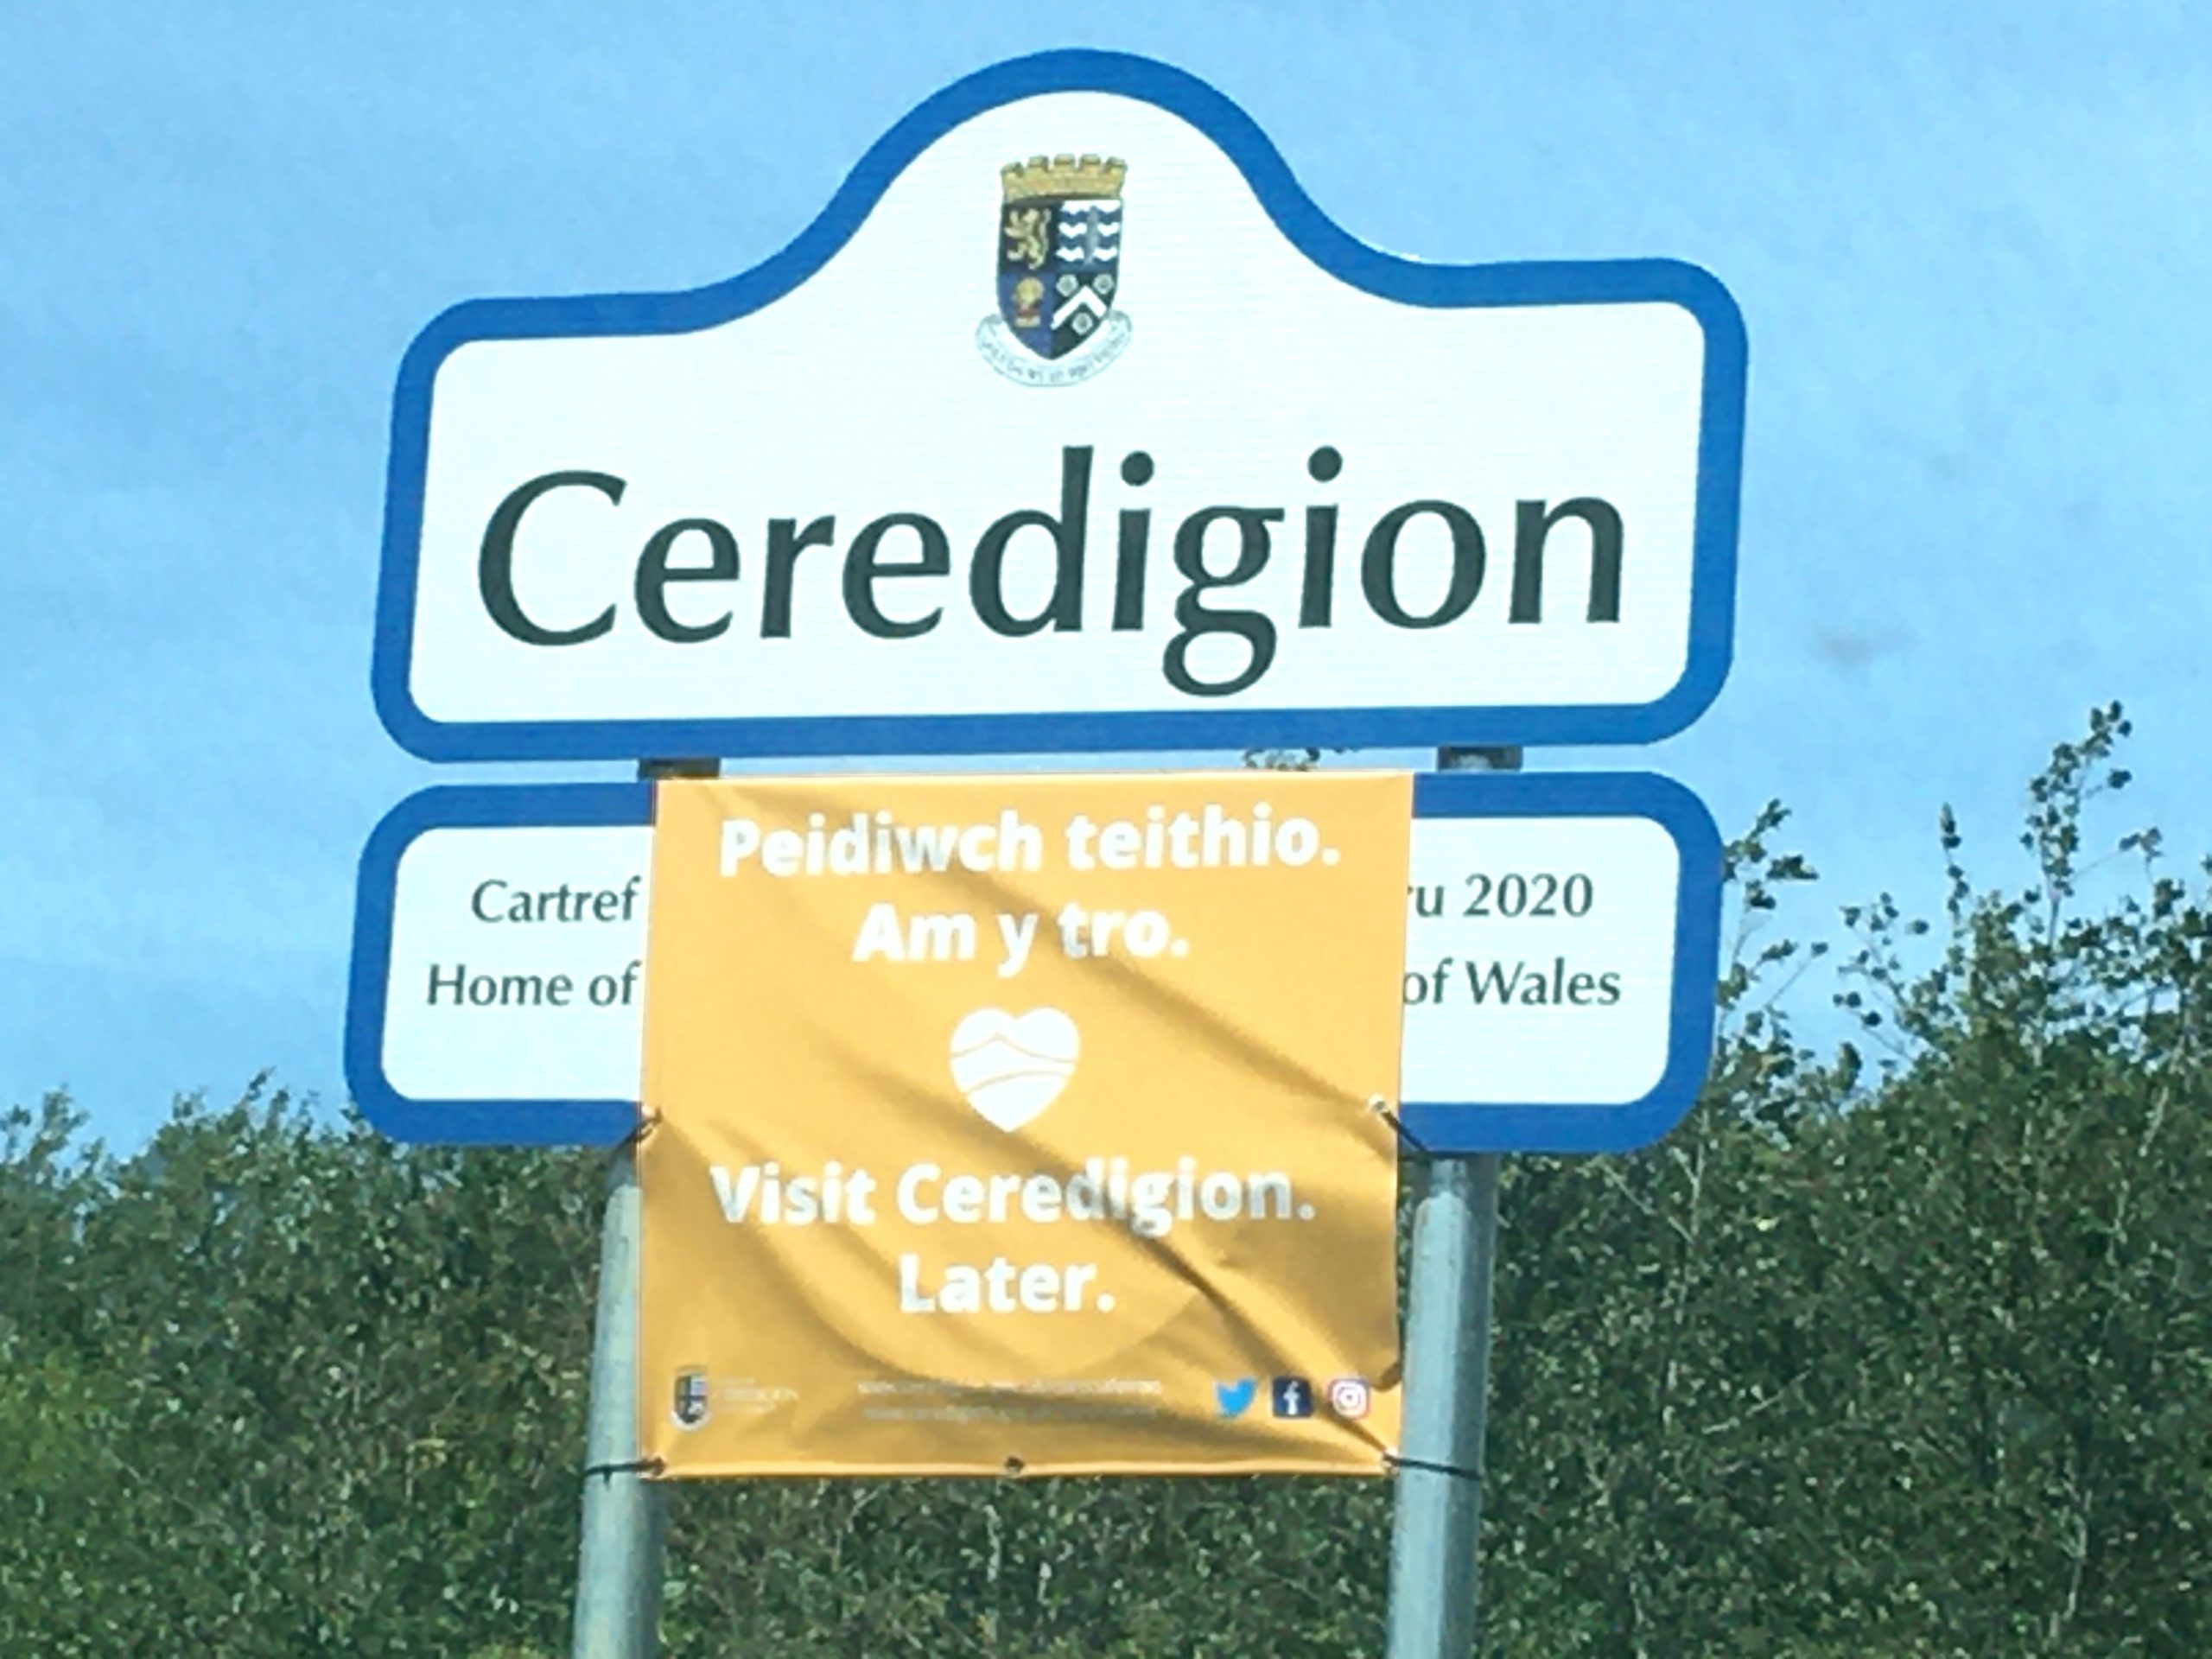 Ceredigion
Cartref
ru 2020
Home of
of Wales
Peidiwch teithio.
Am y tro.
Visit Ceredigion.
Later.